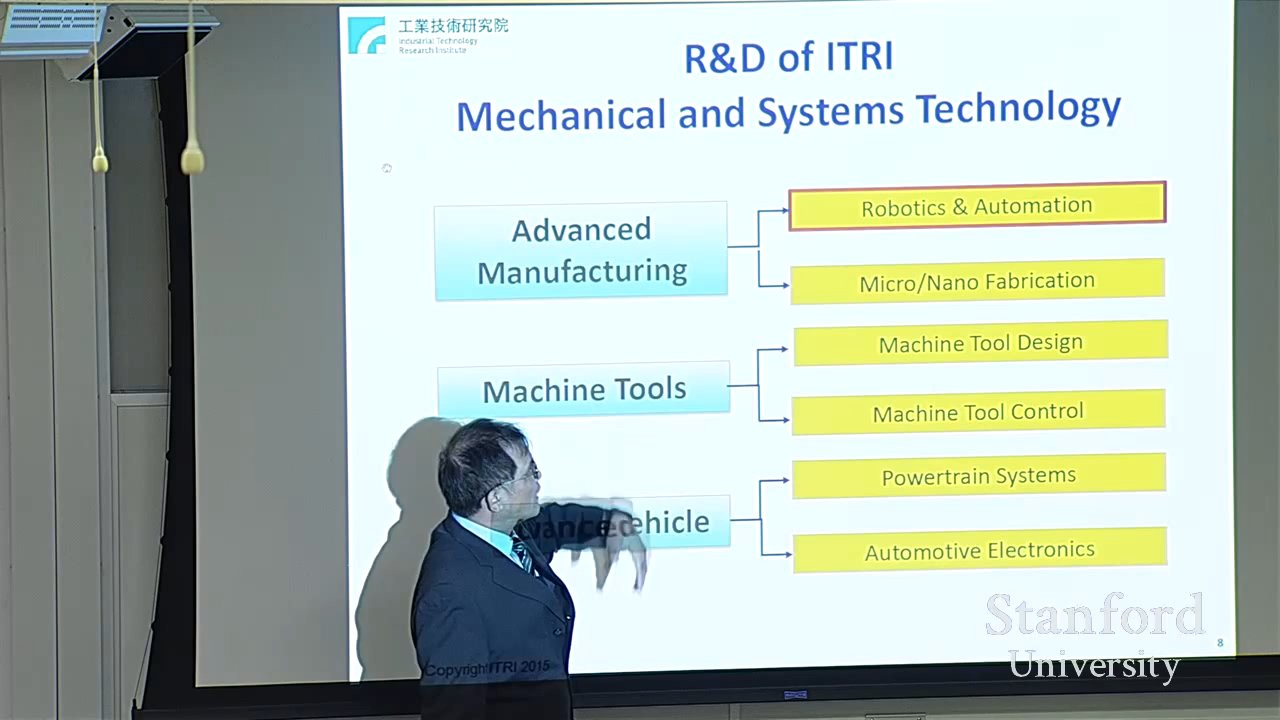 工業技術研究院
Industrial Technology
Research Institute
R&D of ITRI
Mechanical and Systems Technology
Advanced
Manufacturing
Robotics & Automation
Micro/Nano Fabrication
Machine Tools
Machine Tool Design
Machine Tool Control
Advanced Vehicle
Powertrain Systems
Automotive Electronics
Copyright ITRI 2015
8
Stanford
University